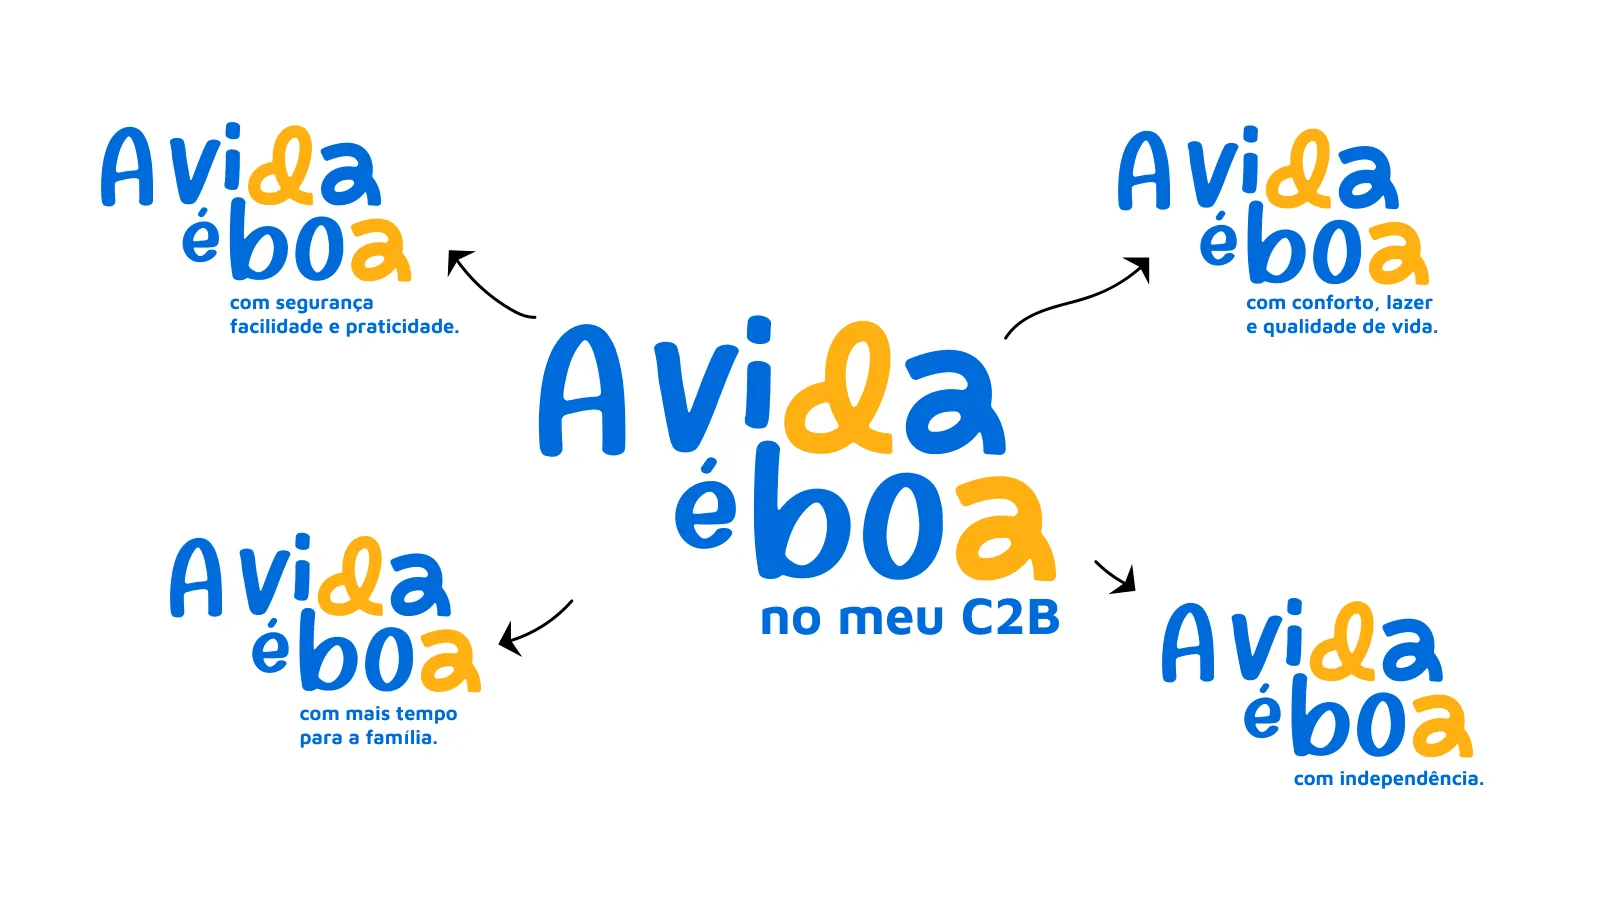 A vida
é boa
com segurança
facilidade e praticidade.
A vida
é boa
com conforto, lazer
e qualidade de vida.
A vida
é boa
no meu C2B
A vida
é boa
com mais tempo
para a família.
A vida
é boa
com independência.